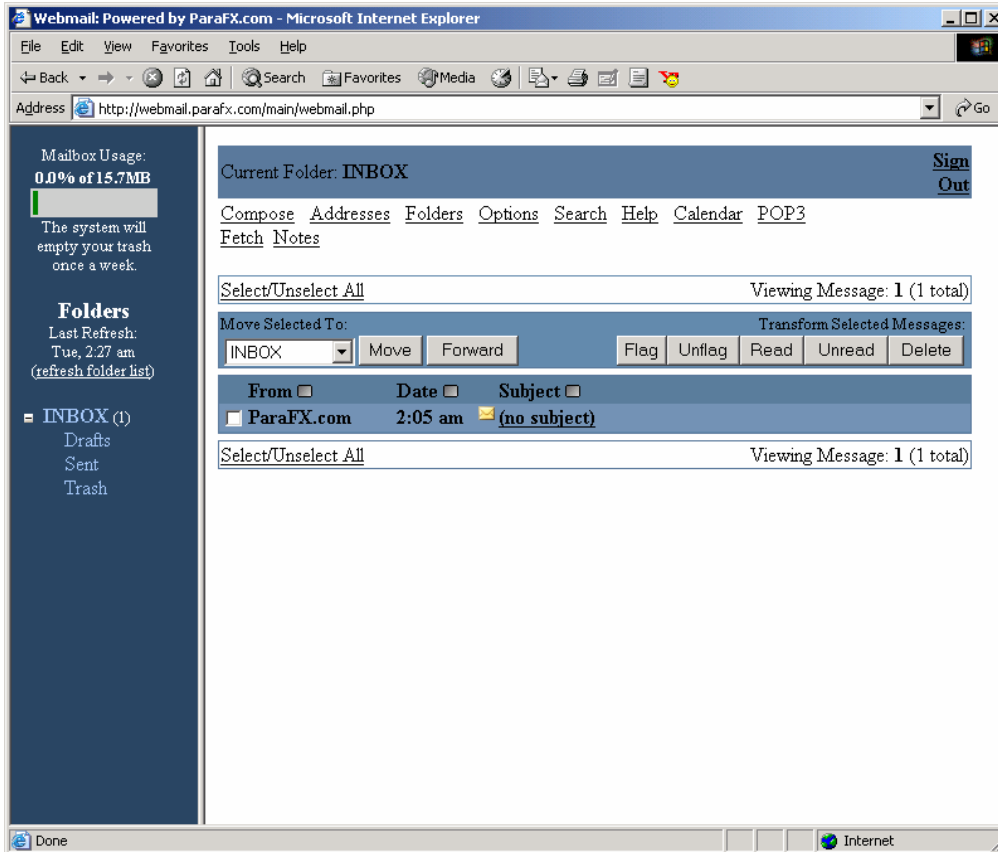 Webmail: Powered by ParaFX.com - Microsoft Internet Explorer
File Edit View Favorites Tools Help
Back Search Favorites Media
Address http://webmail.parafx.com/main/webmail.php Go
Mailbox Usage:
0.0% of 15.7MB
The system will
empty your trash
once a week.
Folders
Last Refresh:
Tue, 2:27 am
(refresh folder list)
INBOX (1)
Drafts
Sent
Trash
Current Folder: INBOX Sign
Out
Compose Addresses Folders Options Search Help Calendar POP3
Fetch Notes
Select/Unselect All Viewing Message: 1 (1 total)
Move Selected To: Transform Selected Messages:
INBOX Move Forward Flag Unflag Read Unread Delete
From Date Subject
ParaFX.com 2:05 am (no subject)
Select/Unselect All Viewing Message: 1 (1 total)
Done Internet